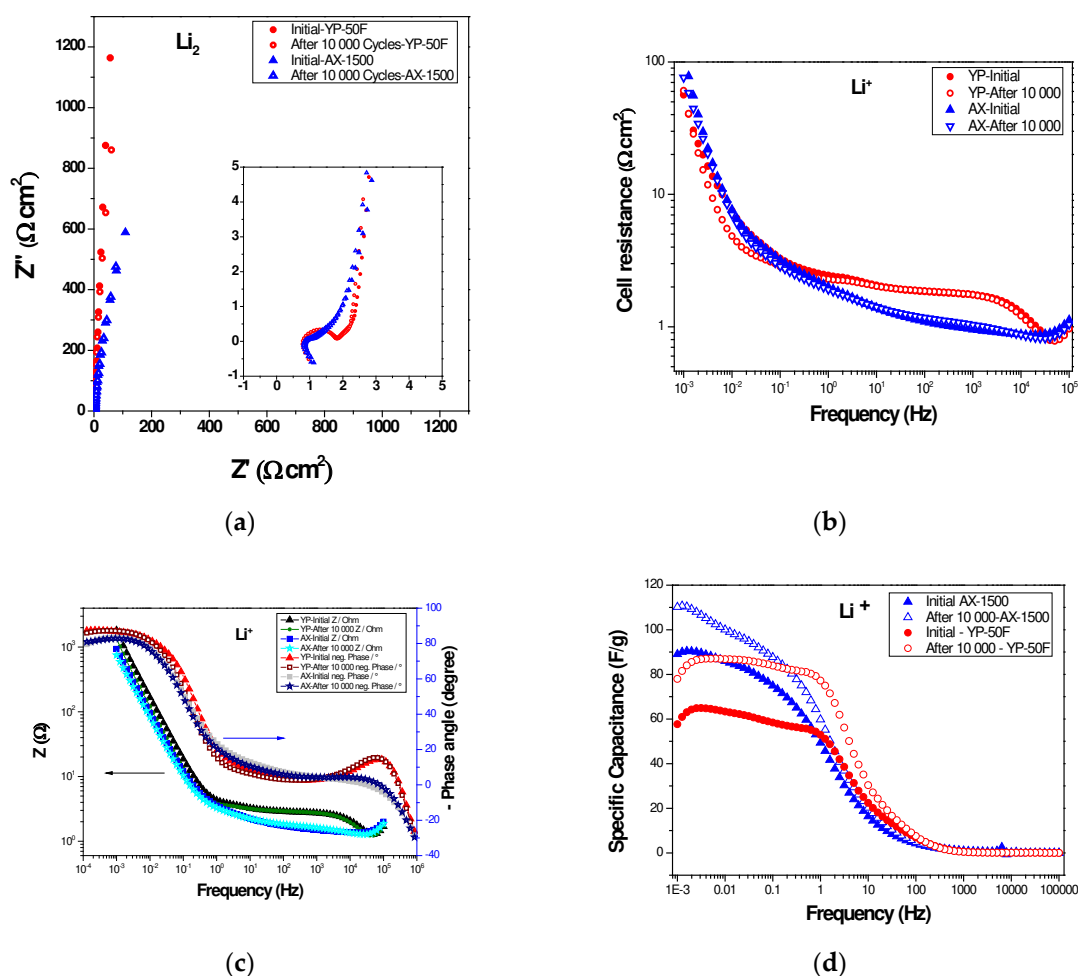 Li₂
Initial-YP-50F
After 10 000 Cycles-YP-50F
Initial-AX-1500
After 10 000 Cycles-AX-1500
Z'' (Ωcm²)
1200
1000
800
600
400
200
0
5
4
3
2
1
0
-1
-1 0 1 2 3 4 5
0 200 400 600 800 1000 1200
Z' (Ωcm²)
(a)
Li⁺
YP-Initial
YP-After 10 000
AX-Initial
AX-After 10 000
Cell resistance (Ωcm²)
100
10
1
10⁻³ 10⁻² 10⁻¹ 10⁰ 10¹ 10² 10³ 10⁴ 10⁵
Frequency (Hz)
(b)
Li⁺
YP-Initial Z / Ohm
YP-After 10 000 Z / Ohm
AX-Initial Z / Ohm
AX-After 10 000 Z / Ohm
YP-Initial neg. Phase / °
YP-After 10 000 neg. Phase / °
AX-Initial neg. Phase / °
AX-After 10 000 neg. Phase / °
Z (Ω)
10³
10²
10¹
10⁰
100
80
60
40
20
0
-20
-40
- Phase angle (degree)
10⁻⁴ 10⁻³ 10⁻² 10⁻¹ 10⁰ 10¹ 10² 10³ 10⁴ 10⁵ 10⁶
Frequency (Hz)
(c)
Li⁺
Initial AX-1500
After 10 000-AX-1500
Initial - YP-50F
After 10 000 - YP-50F
Specific Capacitance (F/g)
120
110
100
90
80
70
60
50
40
30
20
10
0
1E-3 0.01 0.1 1 10 100 1000 10000 100000
Frequency (Hz)
(d)